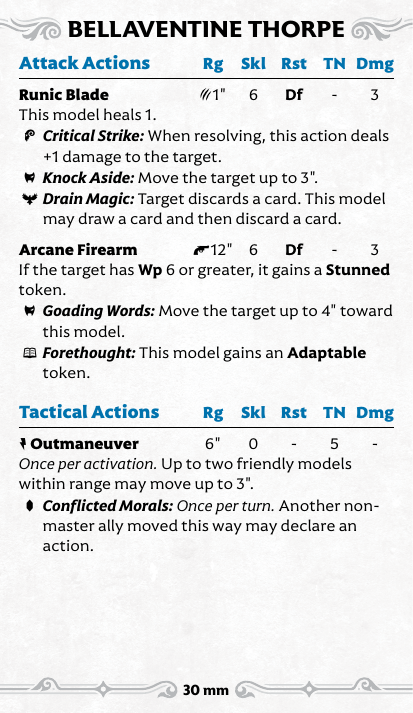 BELLAVENTINE THORPE
Attack Actions Rg Skl Rst TN Dmg
Runic Blade 1" 6 Df - 3
This model heals 1.
Critical Strike: When resolving, this action deals
+1 damage to the target.
Knock Aside: Move the target up to 3".
Drain Magic: Target discards a card. This model
may draw a card and then discard a card.
Arcane Firearm 12" 6 Df - 3
If the target has Wp 6 or greater, it gains a Stunned
token.
Goading Words: Move the target up to 4" toward
this model.
Forethought: This model gains an Adaptable
token.
Tactical Actions Rg Skl Rst TN Dmg
Outmaneuver 6" 0 - 5 -
Once per activation. Up to two friendly models
within range may move up to 3".
Conflicted Morals: Once per turn. Another non-
master ally moved this way may declare an
action.
30 mm